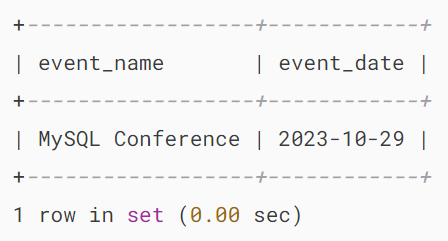 +------------------+------------+
| event_name       | event_date |
+------------------+------------+
| MySQL Conference | 2023-10-29 |
+------------------+------------+
1 row in set (0.00 sec)